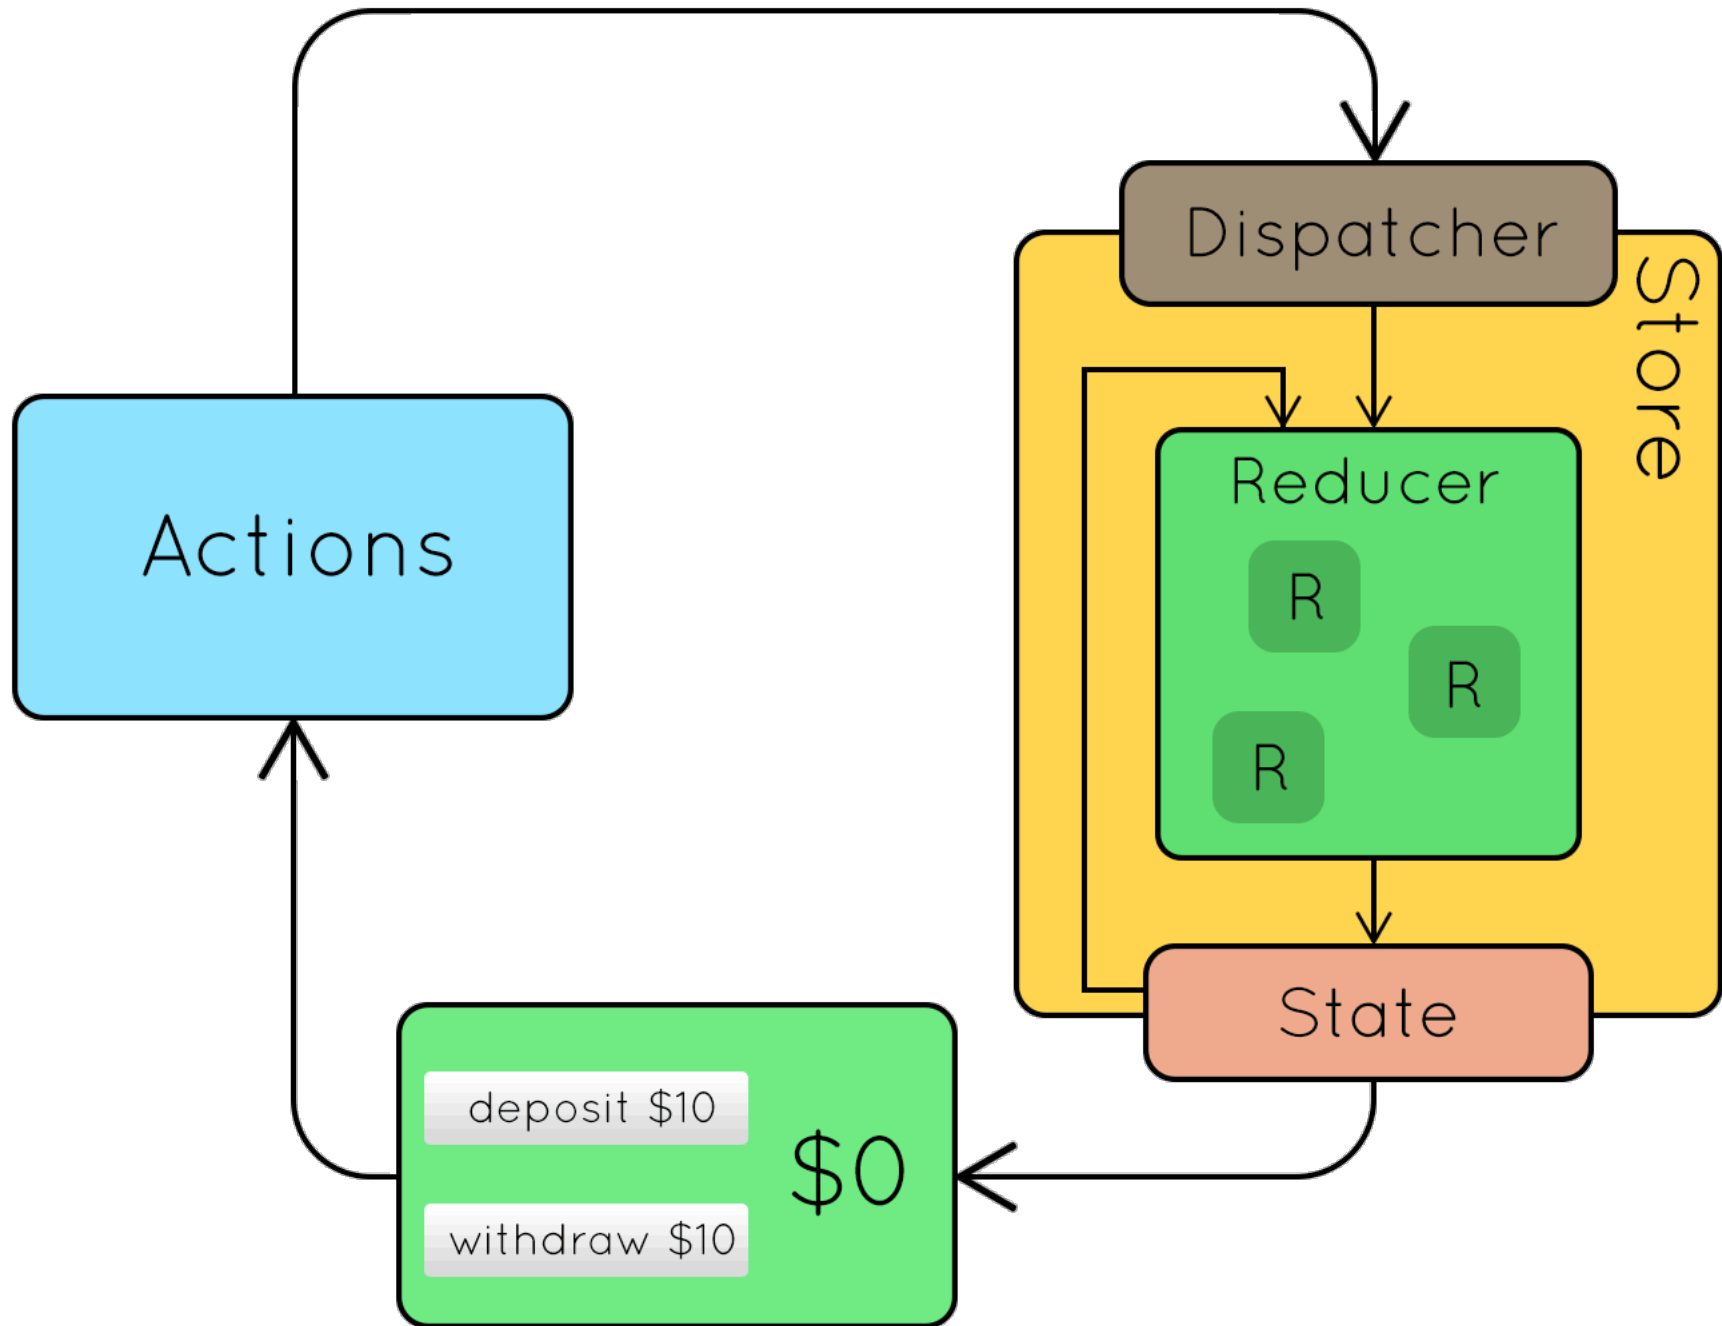 Dispatcher
Store
Actions
Reducer
R
R
R
State
deposit $10
$0
withdraw $10